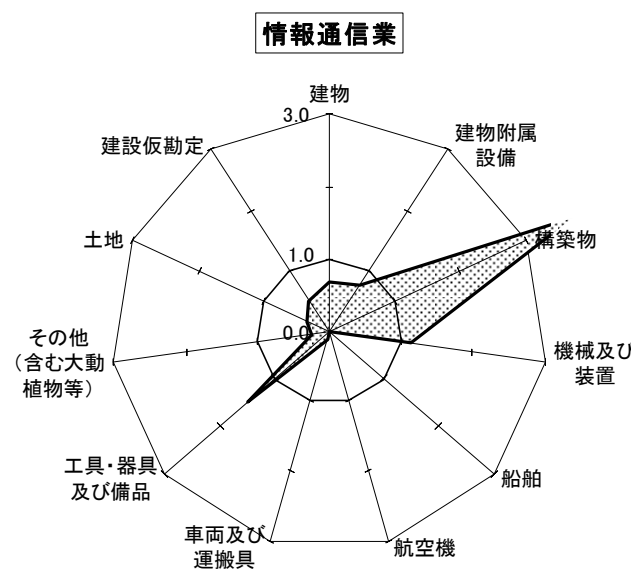 情報通信業
建物
3.0
建物附属
設備
建設仮勘定
土地
構築物
1.0
0.0
その他
（含む大動
植物等）
機械及び
装置
工具・器具
及び備品
船舶
車両及び
運搬具
航空機